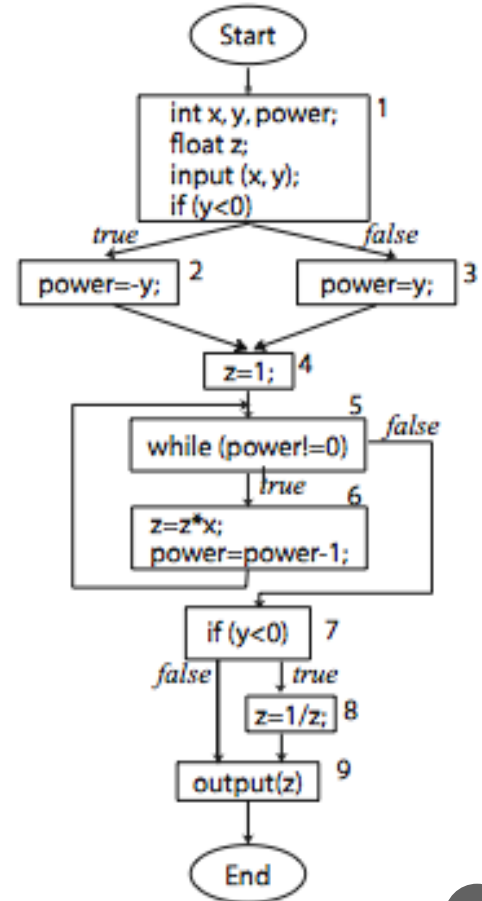 Start
1
int x, y, power;
float z;
input (x, y);
if (y<0)
true
false
power=-y;
2
power=y;
3
z=1;
4
5
while (power!=0)
false
true
6
z=z*x;
power=power-1;
if (y<0)
7
false
true
z=1/z;
8
output(z)
9
End